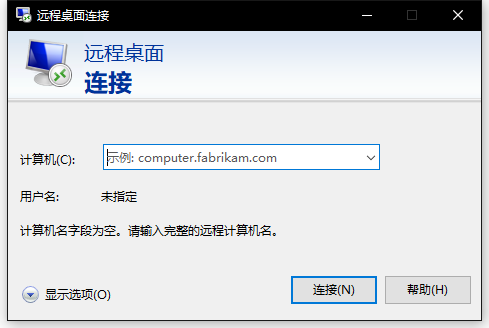 远程桌面连接
远程桌面
连接
计算机(C):
示例: computer.fabrikam.com
用户名:
未指定
计算机名字段为空。请输入完整的远程计算机名。
显示选项(O)
连接(N)
帮助(H)